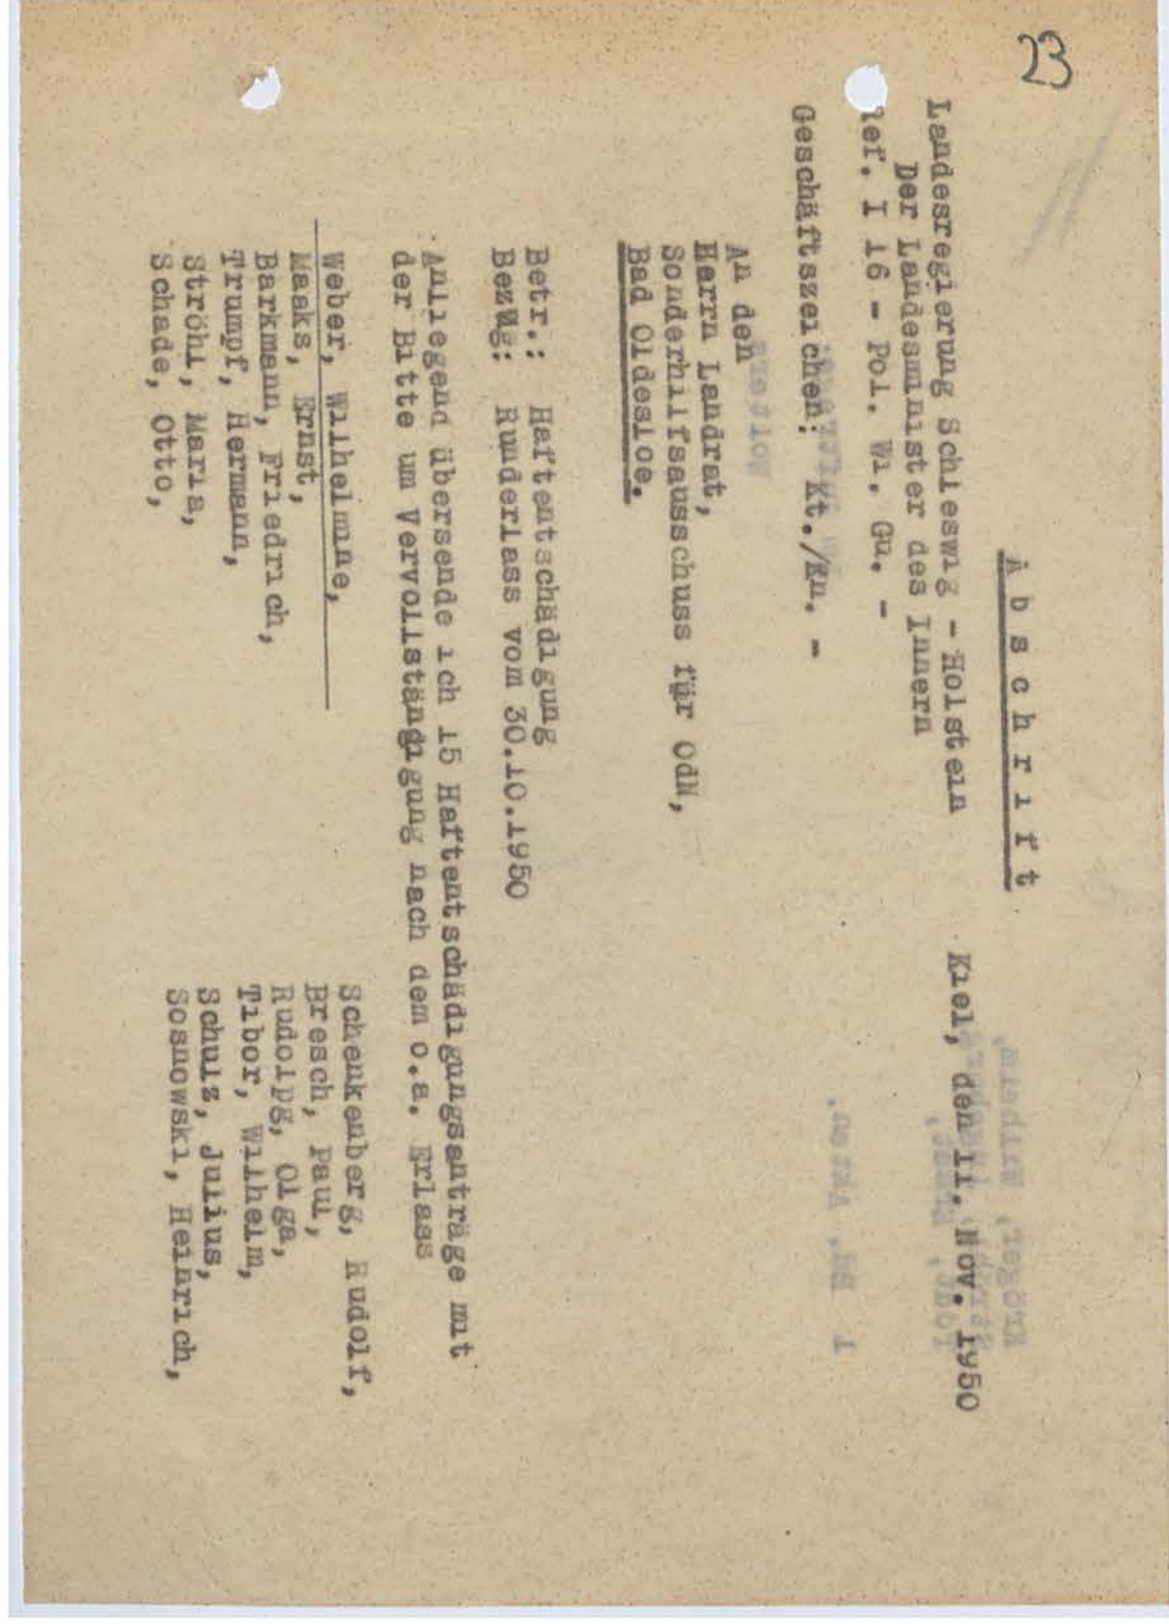 23
Abschrift
Landesregierung Schleswig - Holstein Kiel, den 11. Nov. 1950
Der Landesminister des Innern
Ref. I 16 - Pol. Wi. Gu. -
Geschäftszeichen: Kt./Kn. -
An den
Herrn Landrat,
Sonderhilfsausschuss für OdN,
Bad Oldesloe.
Betr.: Haftentschädigung
Bezug: Runderlass vom 30.10.1950
Anliegend übersende ich 15 Haftentschädigungsanträge mit
der Bitte um Vervollständigung nach dem o.a. Erlass
Weber, Wilhelmine, Schenkenberg, Rudolf,
Maaks, Ernst, Bresch, Paul,
Barkmann, Friedrich, Rudolpg, Olga,
Trumpf, Hermann, Tibor, Wilhelm,
Ströhl, Maria, Schulz, Julius,
Schade, Otto, Sosnowski, Heinrich,